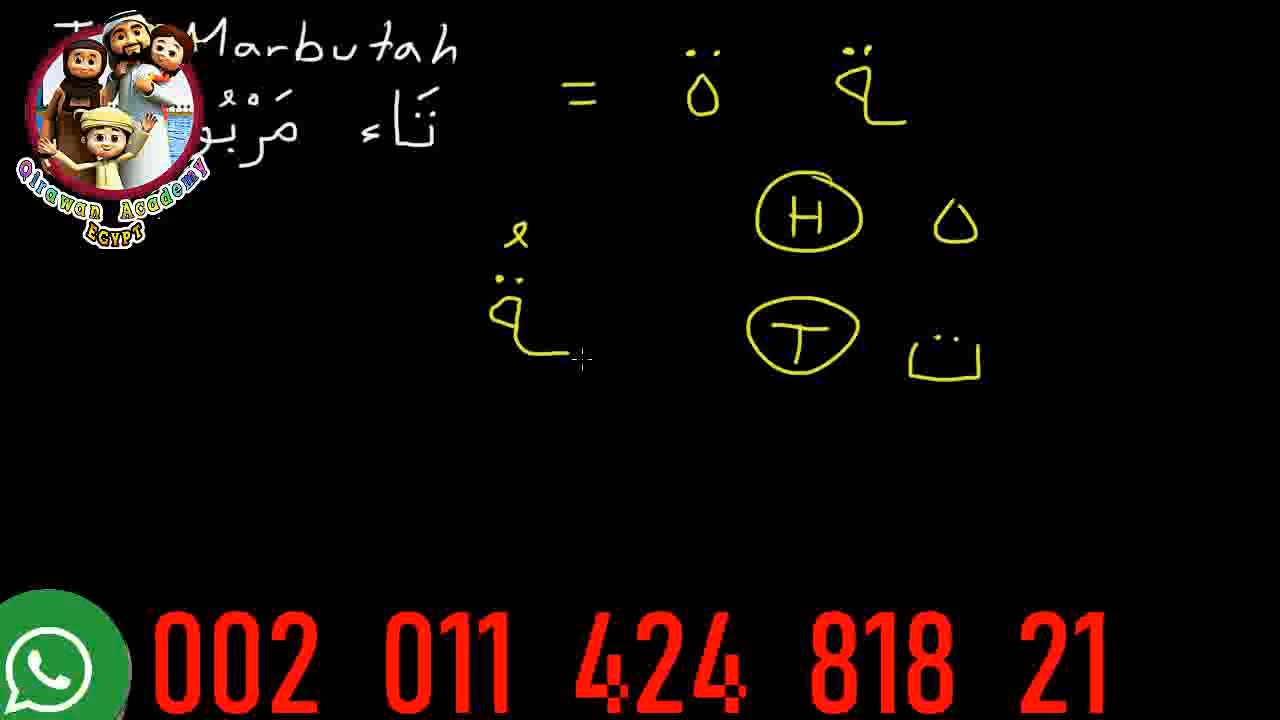 Marbutah
= ة ـة
تَاء مَرْبُو
H ه
ـةُ
T ت
Qirawan Academy
EGYPT
002 011 424 818 21